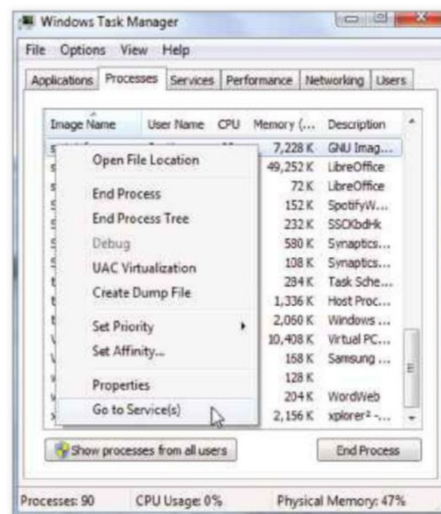 Windows Task Manager
File Options View Help
Applications Processes Services Performance Networking Users
Image Name User Name CPU Memory (... Description
7,228 K GNU Imag...
Open File Location
49,252 K LibreOffice
72 K LibreOffice
End Process
152 K SpotifyW...
End Process Tree
232 K SSCKbdHk
Debug
580 K Synaptics...
UAC Virtualization
108 K Synaptics...
Create Dump File
284 K Task Sche...
1,336 K Host Proc...
Set Priority
2,060 K Windows ...
Set Affinity...
10,408 K Virtual PC...
168 K Samsung ...
Properties
128 K
Go to Service(s)
204 K WordWeb
2,156 K xplorer² -...
Show processes from all users End Process
Processes: 90 CPU Usage: 0% Physical Memory: 47%